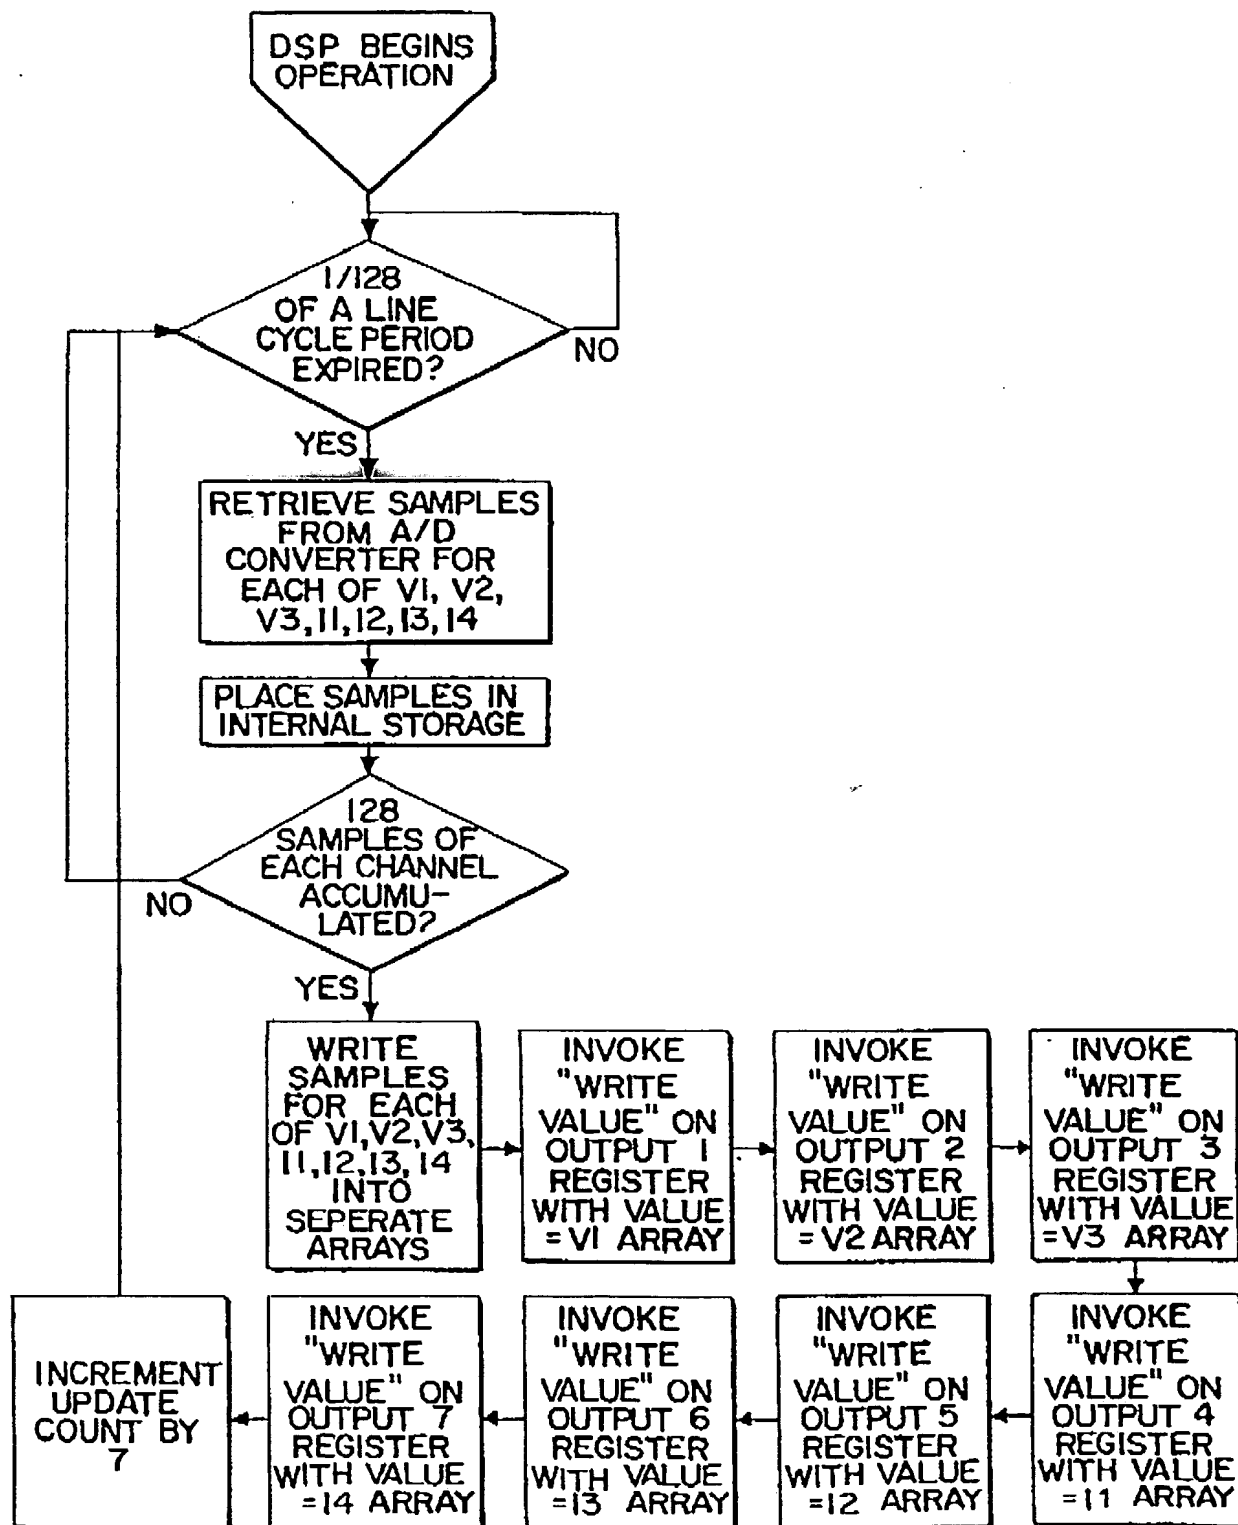 DSP BEGINS
OPERATION
1/128
OF A LINE
CYCLE PERIOD
EXPIRED?
NO
YES
RETRIEVE SAMPLES
FROM A/D
CONVERTER FOR
EACH OF V1, V2,
V3, I1, I2, I3, I4
PLACE SAMPLES IN
INTERNAL STORAGE
128
SAMPLES OF
EACH CHANNEL
ACCUMU-
LATED?
NO
YES
WRITE
SAMPLES
FOR EACH
OF V1,V2,V3,
I1,I2,I3,I4
INTO
SEPERATE
ARRAYS
INVOKE
"WRITE
VALUE" ON
OUTPUT 1
REGISTER
WITH VALUE
=V1 ARRAY
INVOKE
"WRITE
VALUE" ON
OUTPUT 2
REGISTER
WITH VALUE
=V2 ARRAY
INVOKE
"WRITE
VALUE" ON
OUTPUT 3
REGISTER
WITH VALUE
=V3 ARRAY
INVOKE
"WRITE
VALUE" ON
OUTPUT 4
REGISTER
WITH VALUE
=I1 ARRAY
INVOKE
"WRITE
VALUE" ON
OUTPUT 5
REGISTER
WITH VALUE
=I2 ARRAY
INVOKE
"WRITE
VALUE" ON
OUTPUT 6
REGISTER
WITH VALUE
=I3 ARRAY
INVOKE
"WRITE
VALUE" ON
OUTPUT 7
REGISTER
WITH VALUE
=I4 ARRAY
INCREMENT
UPDATE
COUNT BY
7